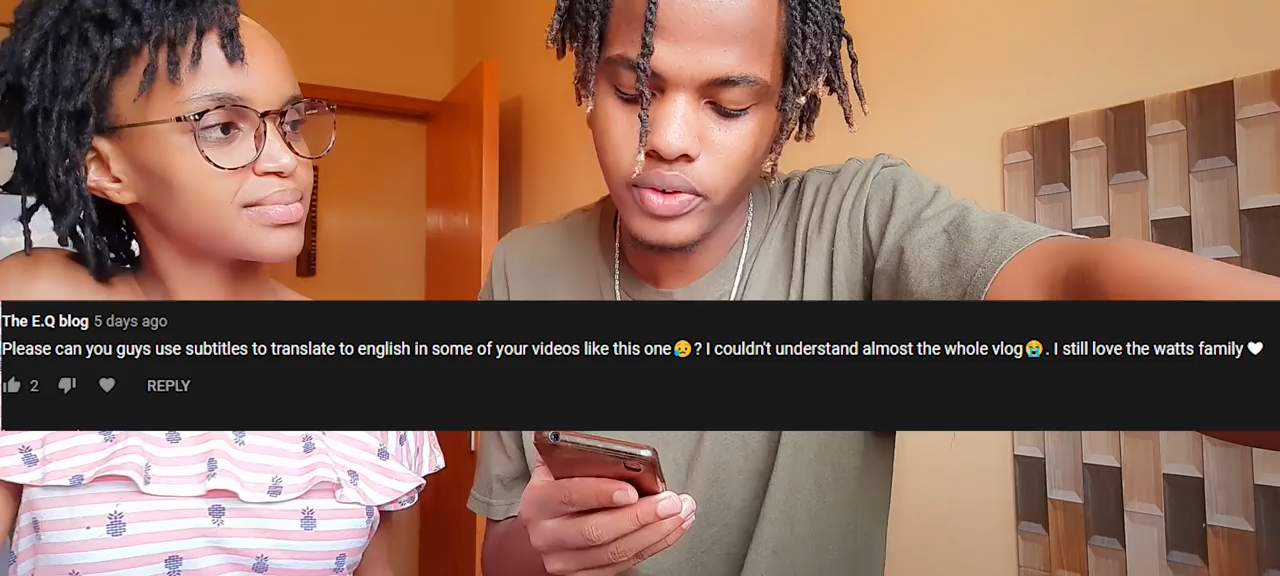 The E.Q blog 5 days ago
Please can you guys use subtitles to translate to english in some of your videos like this one😥? I couldn't understand almost the whole vlog😭. I still love the watts family🤍
2 REPLY